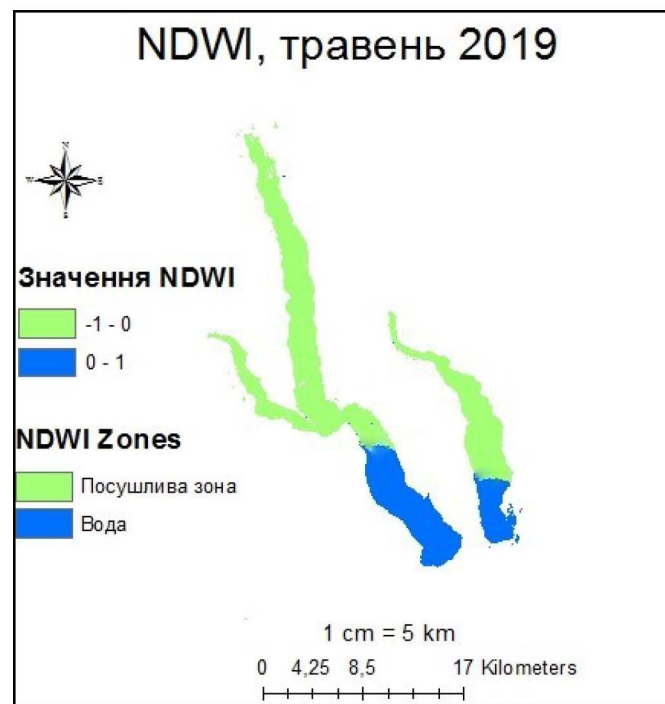 NDWI, травень 2019
N
W E
S
Значення NDWI
-1 - 0
0 - 1
NDWI Zones
Посушлива зона
Вода
1 cm = 5 km
0 4,25 8,5 17 Kilometers